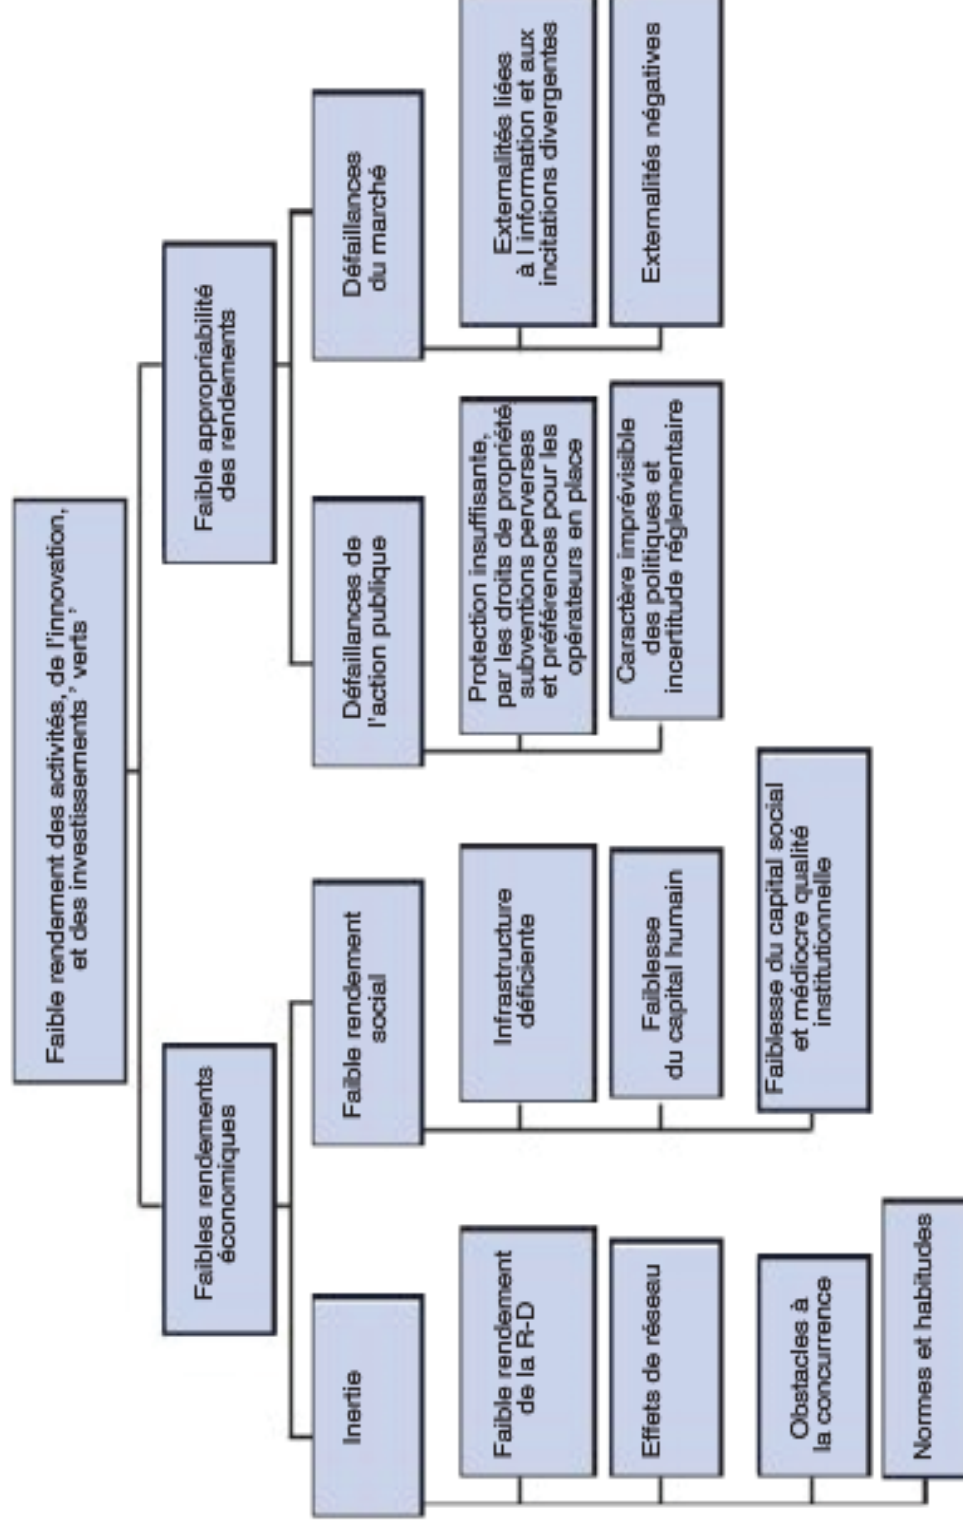 Faible rendement des activités, de l'innovation,
et des investissements ’ verts ’
Faibles rendements
économiques
Faible appropriabilité
des rendements
Inertie
Faible rendement
social
Défaillances de
l'action publique
Défaillances
du marché
Faible rendement
de la R-D
Effets de réseau
Obstacles à
la concurrence
Normes et habitudes
Infrastructure
déficiente
Faiblesse
du capital humain
Faiblesse du capital social
et médiocre qualité
institutionnelle
Protection insuffisante,
par les droits de propriété,
subventions perverses
et préférences pour les
opérateurs en place
Caractère imprévisible
des politiques et
incertitude réglementaire
Externalités liées
à l information et aux
incitations divergentes
Externalités négatives